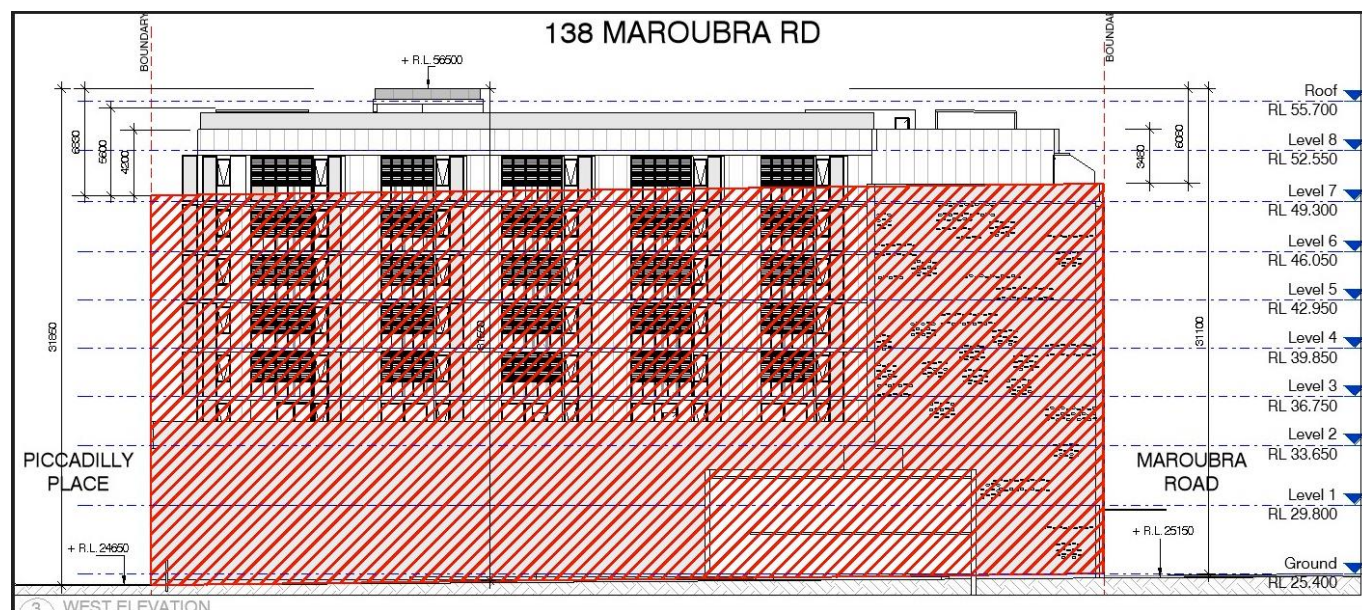 138 MAROUBRA RD
BOUNDARY
BOUNDARY
+ R.L.56500
Roof
RL 55.700
Level 8
RL 52.550
Level 7
RL 49.300
Level 6
RL 46.050
Level 5
RL 42.950
Level 4
RL 39.850
Level 3
RL 36.750
Level 2
RL 33.650
Level 1
RL 29.800
Ground
RL 25.400
5600
4200
3460
31850
31100
PICCADILLY
PLACE
MAROUBRA
ROAD
+ R.L.24650
+ R.L.25150
3 WEST ELEVATION